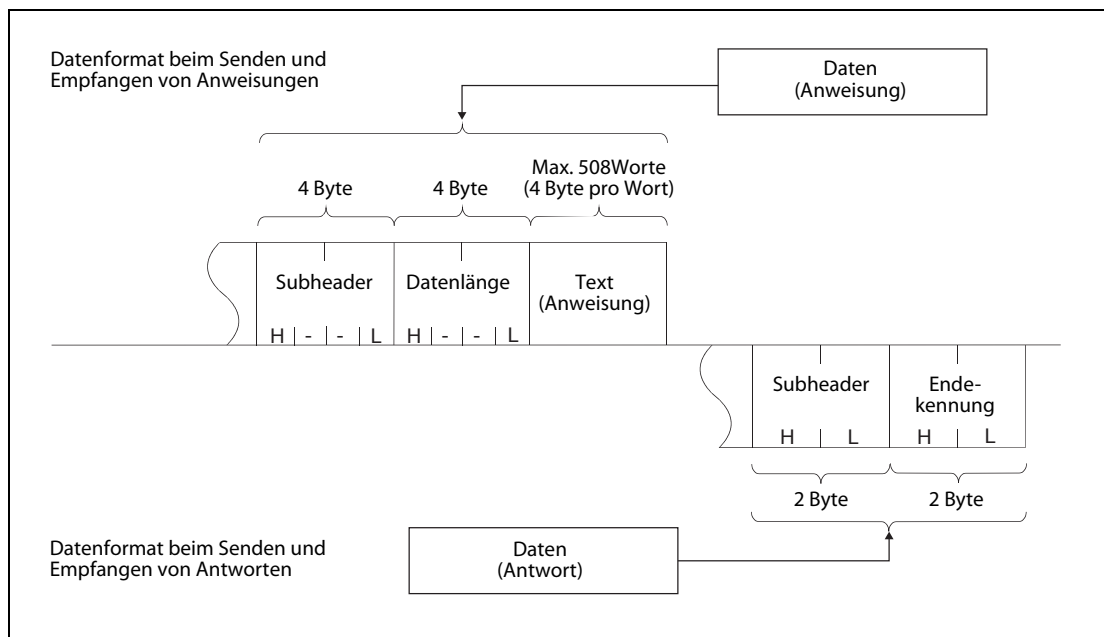 Datenformat beim Senden und
Empfangen von Anweisungen
Daten
(Anweisung)
Max. 508Worte
4 Byte 4 Byte (4 Byte pro Wort)
Subheader Datenlänge Text
(Anweisung)
H - - L H - - L
Subheader Ende-
kennung
H L H L
2 Byte 2 Byte
Datenformat beim Senden und
Empfangen von Antworten
Daten
(Antwort)